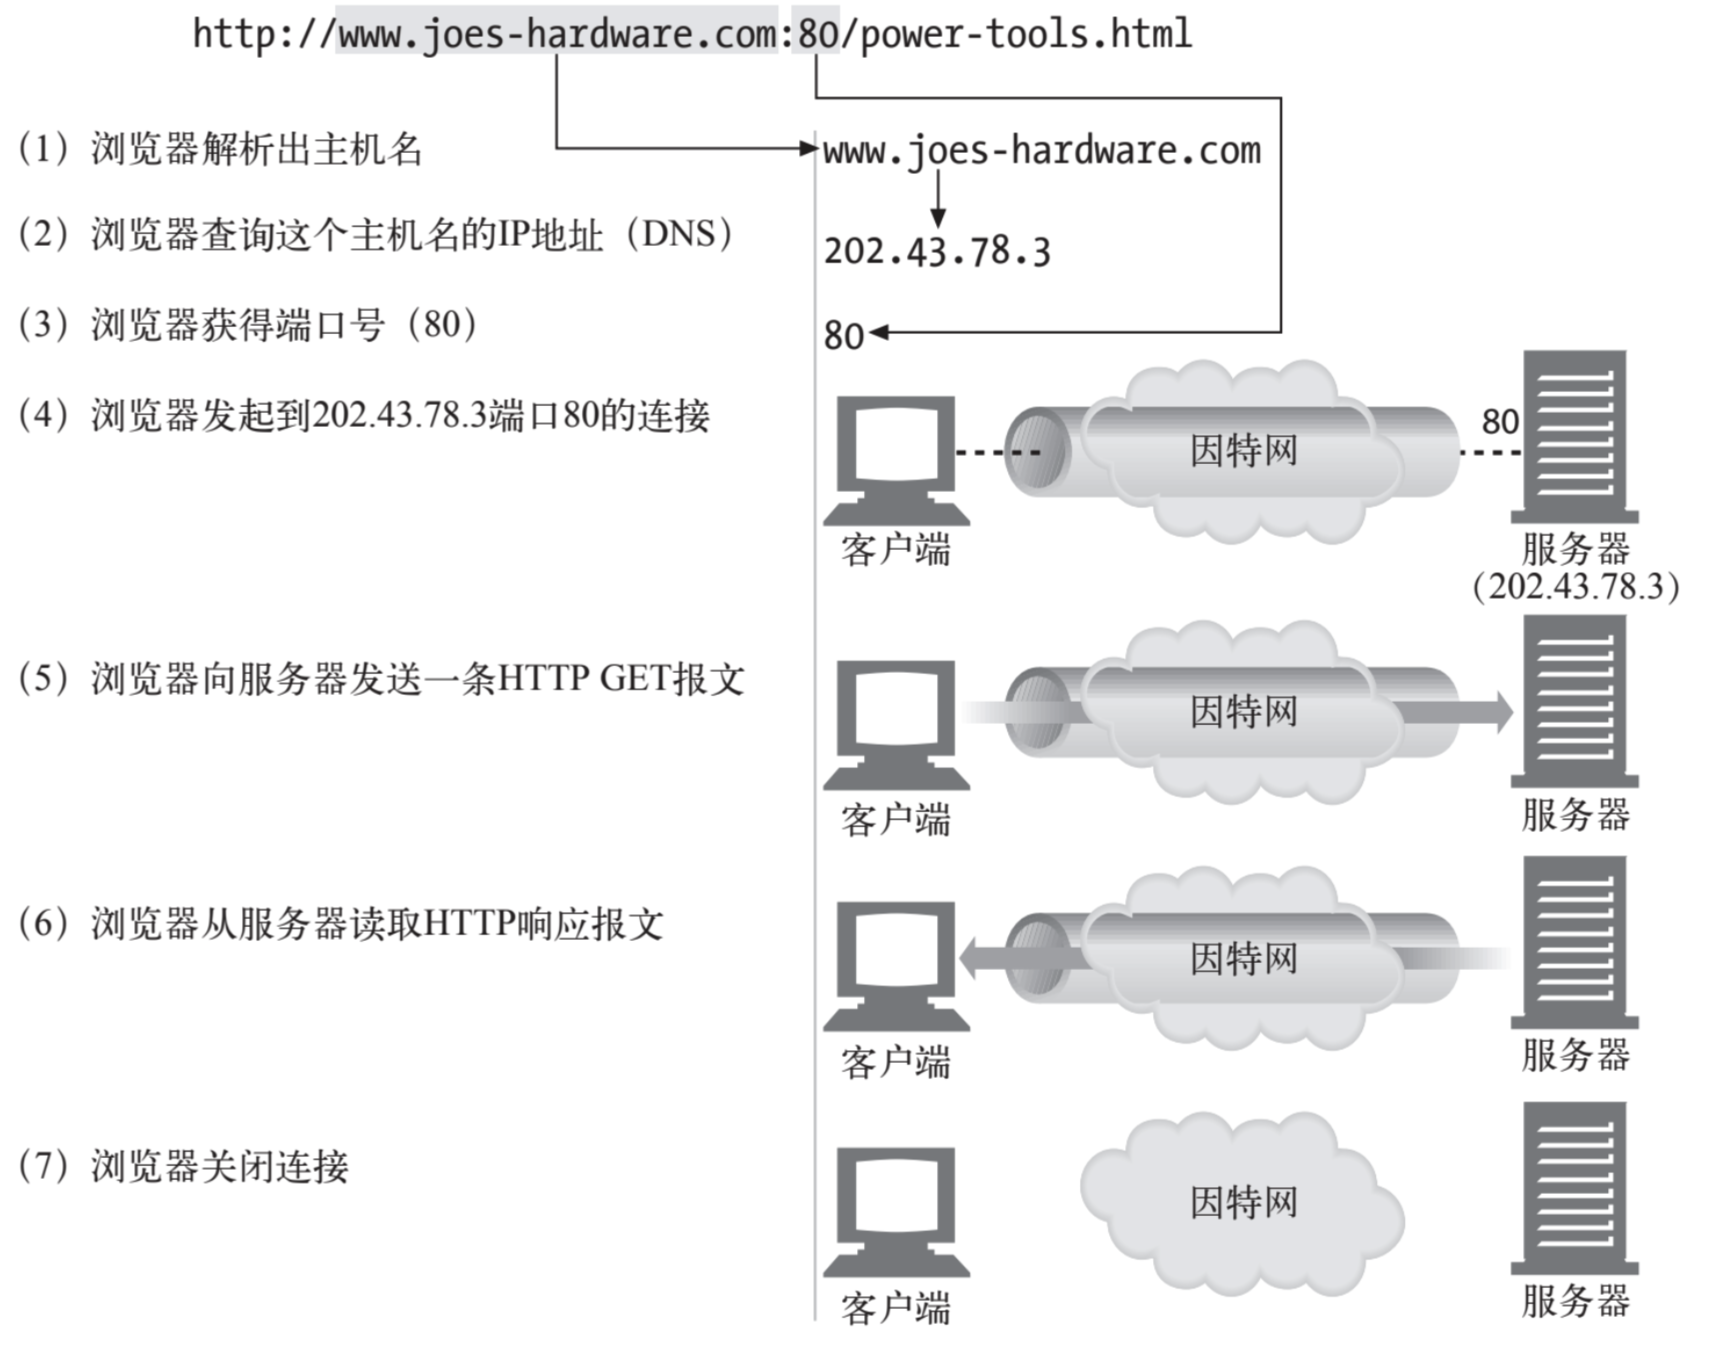 http://www.joes-hardware.com:80/power-tools.html
（1）浏览器解析出主机名
www.joes-hardware.com
（2）浏览器查询这个主机名的IP地址（DNS）
202.43.78.3
（3）浏览器获得端口号（80）
80
（4）浏览器发起到202.43.78.3端口80的连接
因特网
80
客户端
服务器
（202.43.78.3）
（5）浏览器向服务器发送一条HTTP GET报文
因特网
客户端
服务器
（6）浏览器从服务器读取HTTP响应报文
因特网
客户端
服务器
（7）浏览器关闭连接
因特网
客户端
服务器